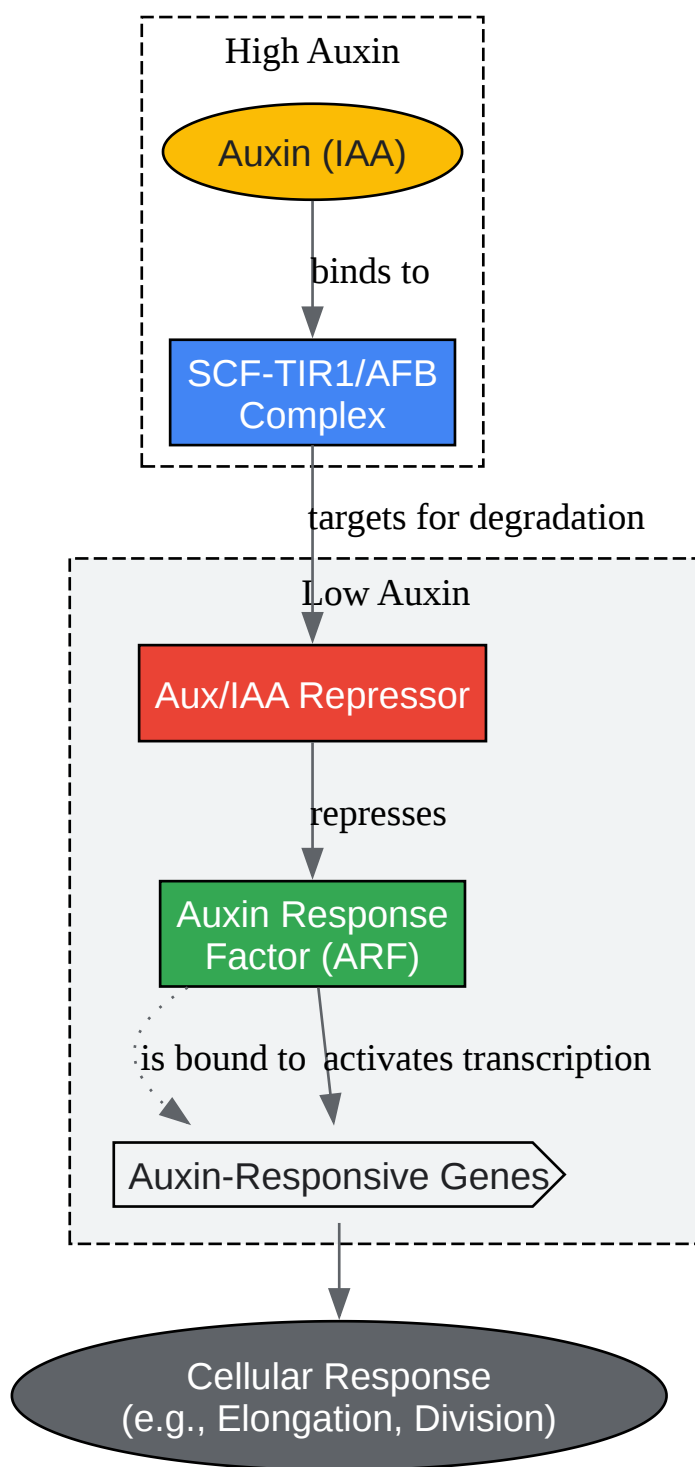 High Auxin
Auxin (IAA)
binds to
SCF-TIR1/AFB
Complex
targets for degradation
Low Auxin
Aux/IAA Repressor
represses
Auxin Response
Factor (ARF)
is bound to
activates transcription
Auxin-Responsive Genes
Cellular Response
(e.g., Elongation, Division)